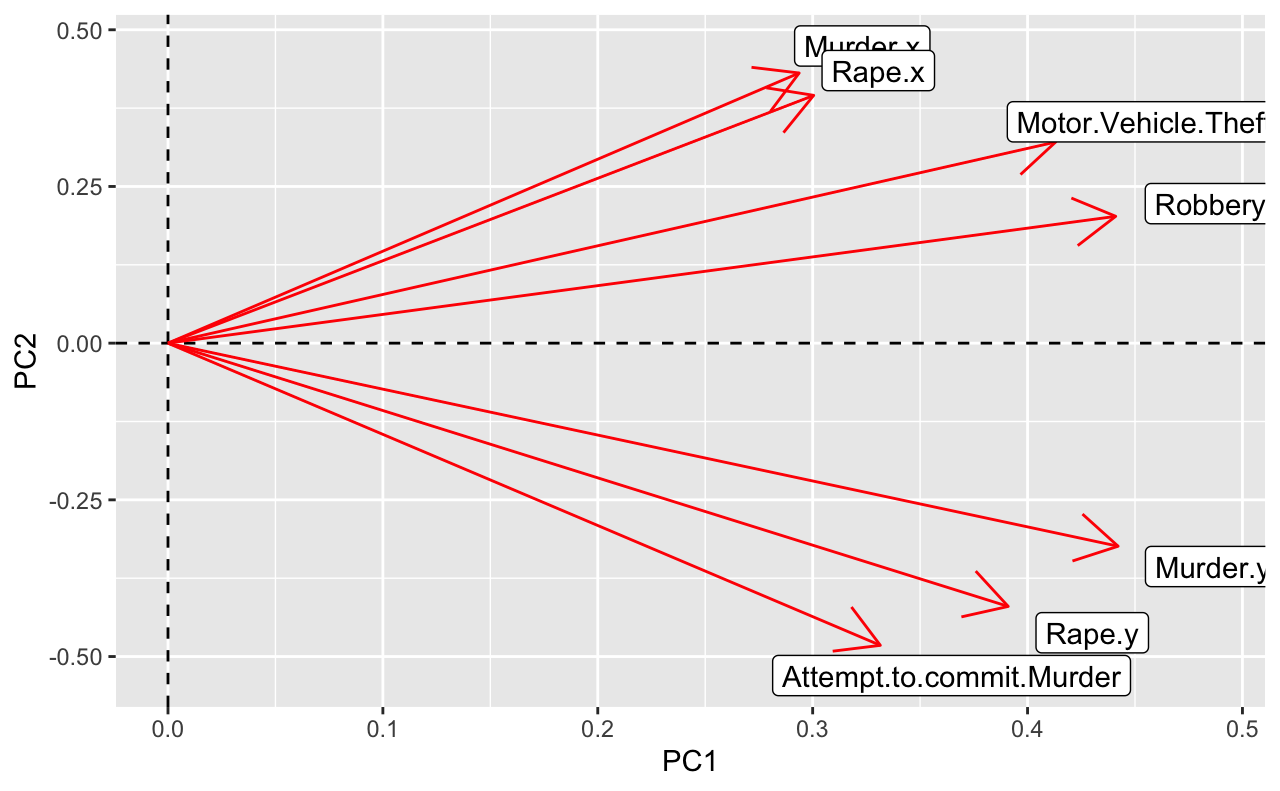 0.50
0.25
0.00
-0.25
-0.50
PC2
Murder.x
Rape.x
Motor.Vehicle.Thef
Robbery
Murder.y
Rape.y
Attempt.to.commit.Murder
0.0 0.1 0.2 0.3 0.4 0.5
PC1